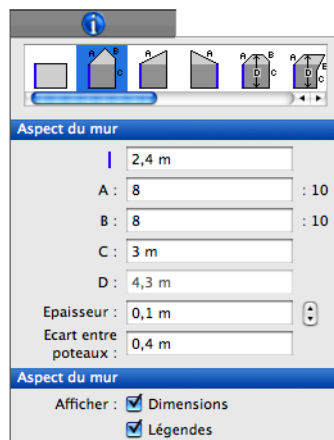 A B C
A
A
A B D C
A B D C
Aspect du mur
2,4 m
A : 8 : 10
B : 8 : 10
C : 3 m
D : 4,3 m
Epaisseur : 0,1 m
Ecart entre
poteaux : 0,4 m
Aspect du mur
Afficher : Dimensions
Légendes